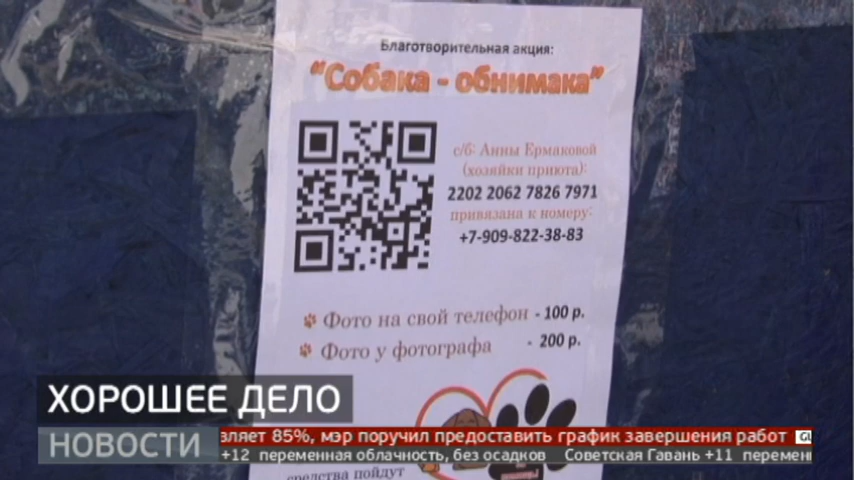 Благотворительная акция:
“Собака - обнимака”
с/б: Анны Ермаковой
(хозяйки приюта):
2202 2062 7826 7971
привязана к номеру:
+7-909-822-38-83
Фото на свой телефон - 100 р.
Фото у фотографа - 200 р.
средства пойдут
ХОРОШЕЕ ДЕЛО
НОВОСТИ
вляет 85%, мэр поручил предоставить график завершения работ
+12 переменная облачность, без осадков Советская Гавань +11 перемен